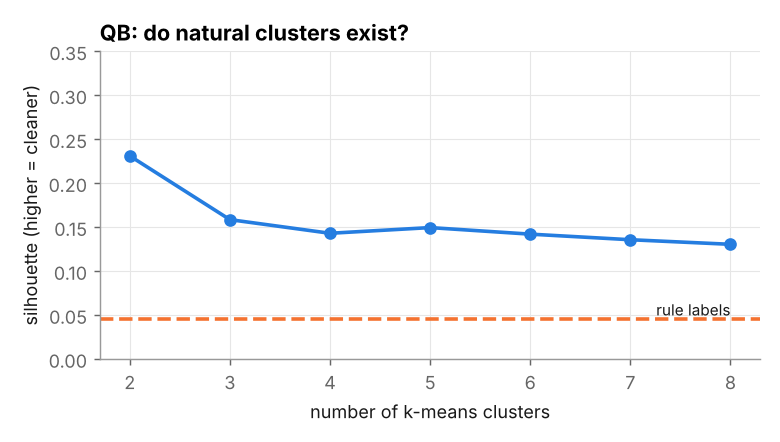 QB: do natural clusters exist?
silhouette (higher = cleaner)
0.35
0.30
0.25
0.20
0.15
0.10
0.05
0.00
rule labels
2 3 4 5 6 7 8
number of k-means clusters